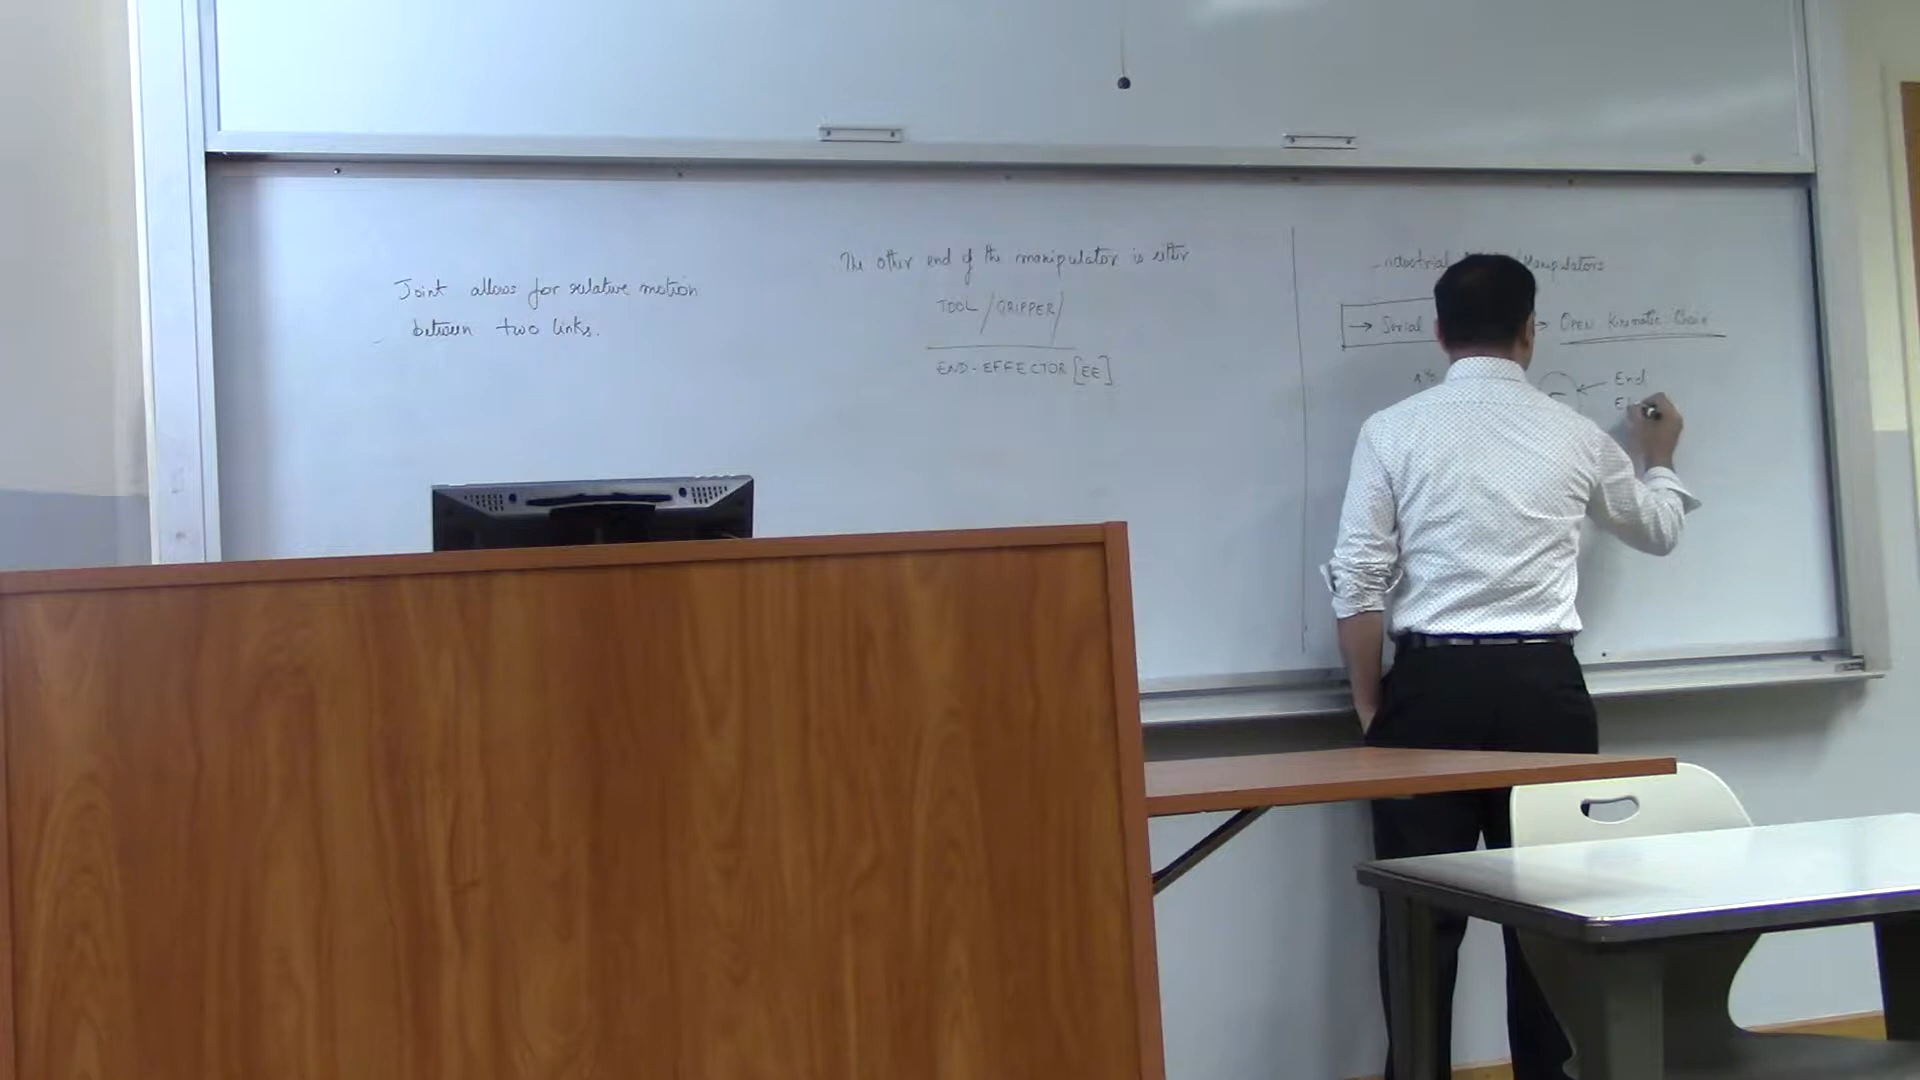 Joint allows for relative motion
between two links.
The other end of the manipulator is either
TOOL / GRIPPER /
END-EFFECTOR [EE]
Manipulators
→ Serial → OPEN Kinematic Chain
End